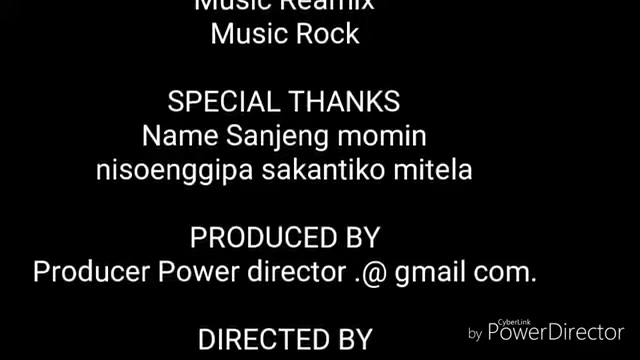 Music Reamix
Music Rock
SPECIAL THANKS
Name Sanjeng momin
nisoenggipa sakantiko mitela
PRODUCED BY
Producer Power director .@ gmail com.
DIRECTED BY
CyberLink
by PowerDirector